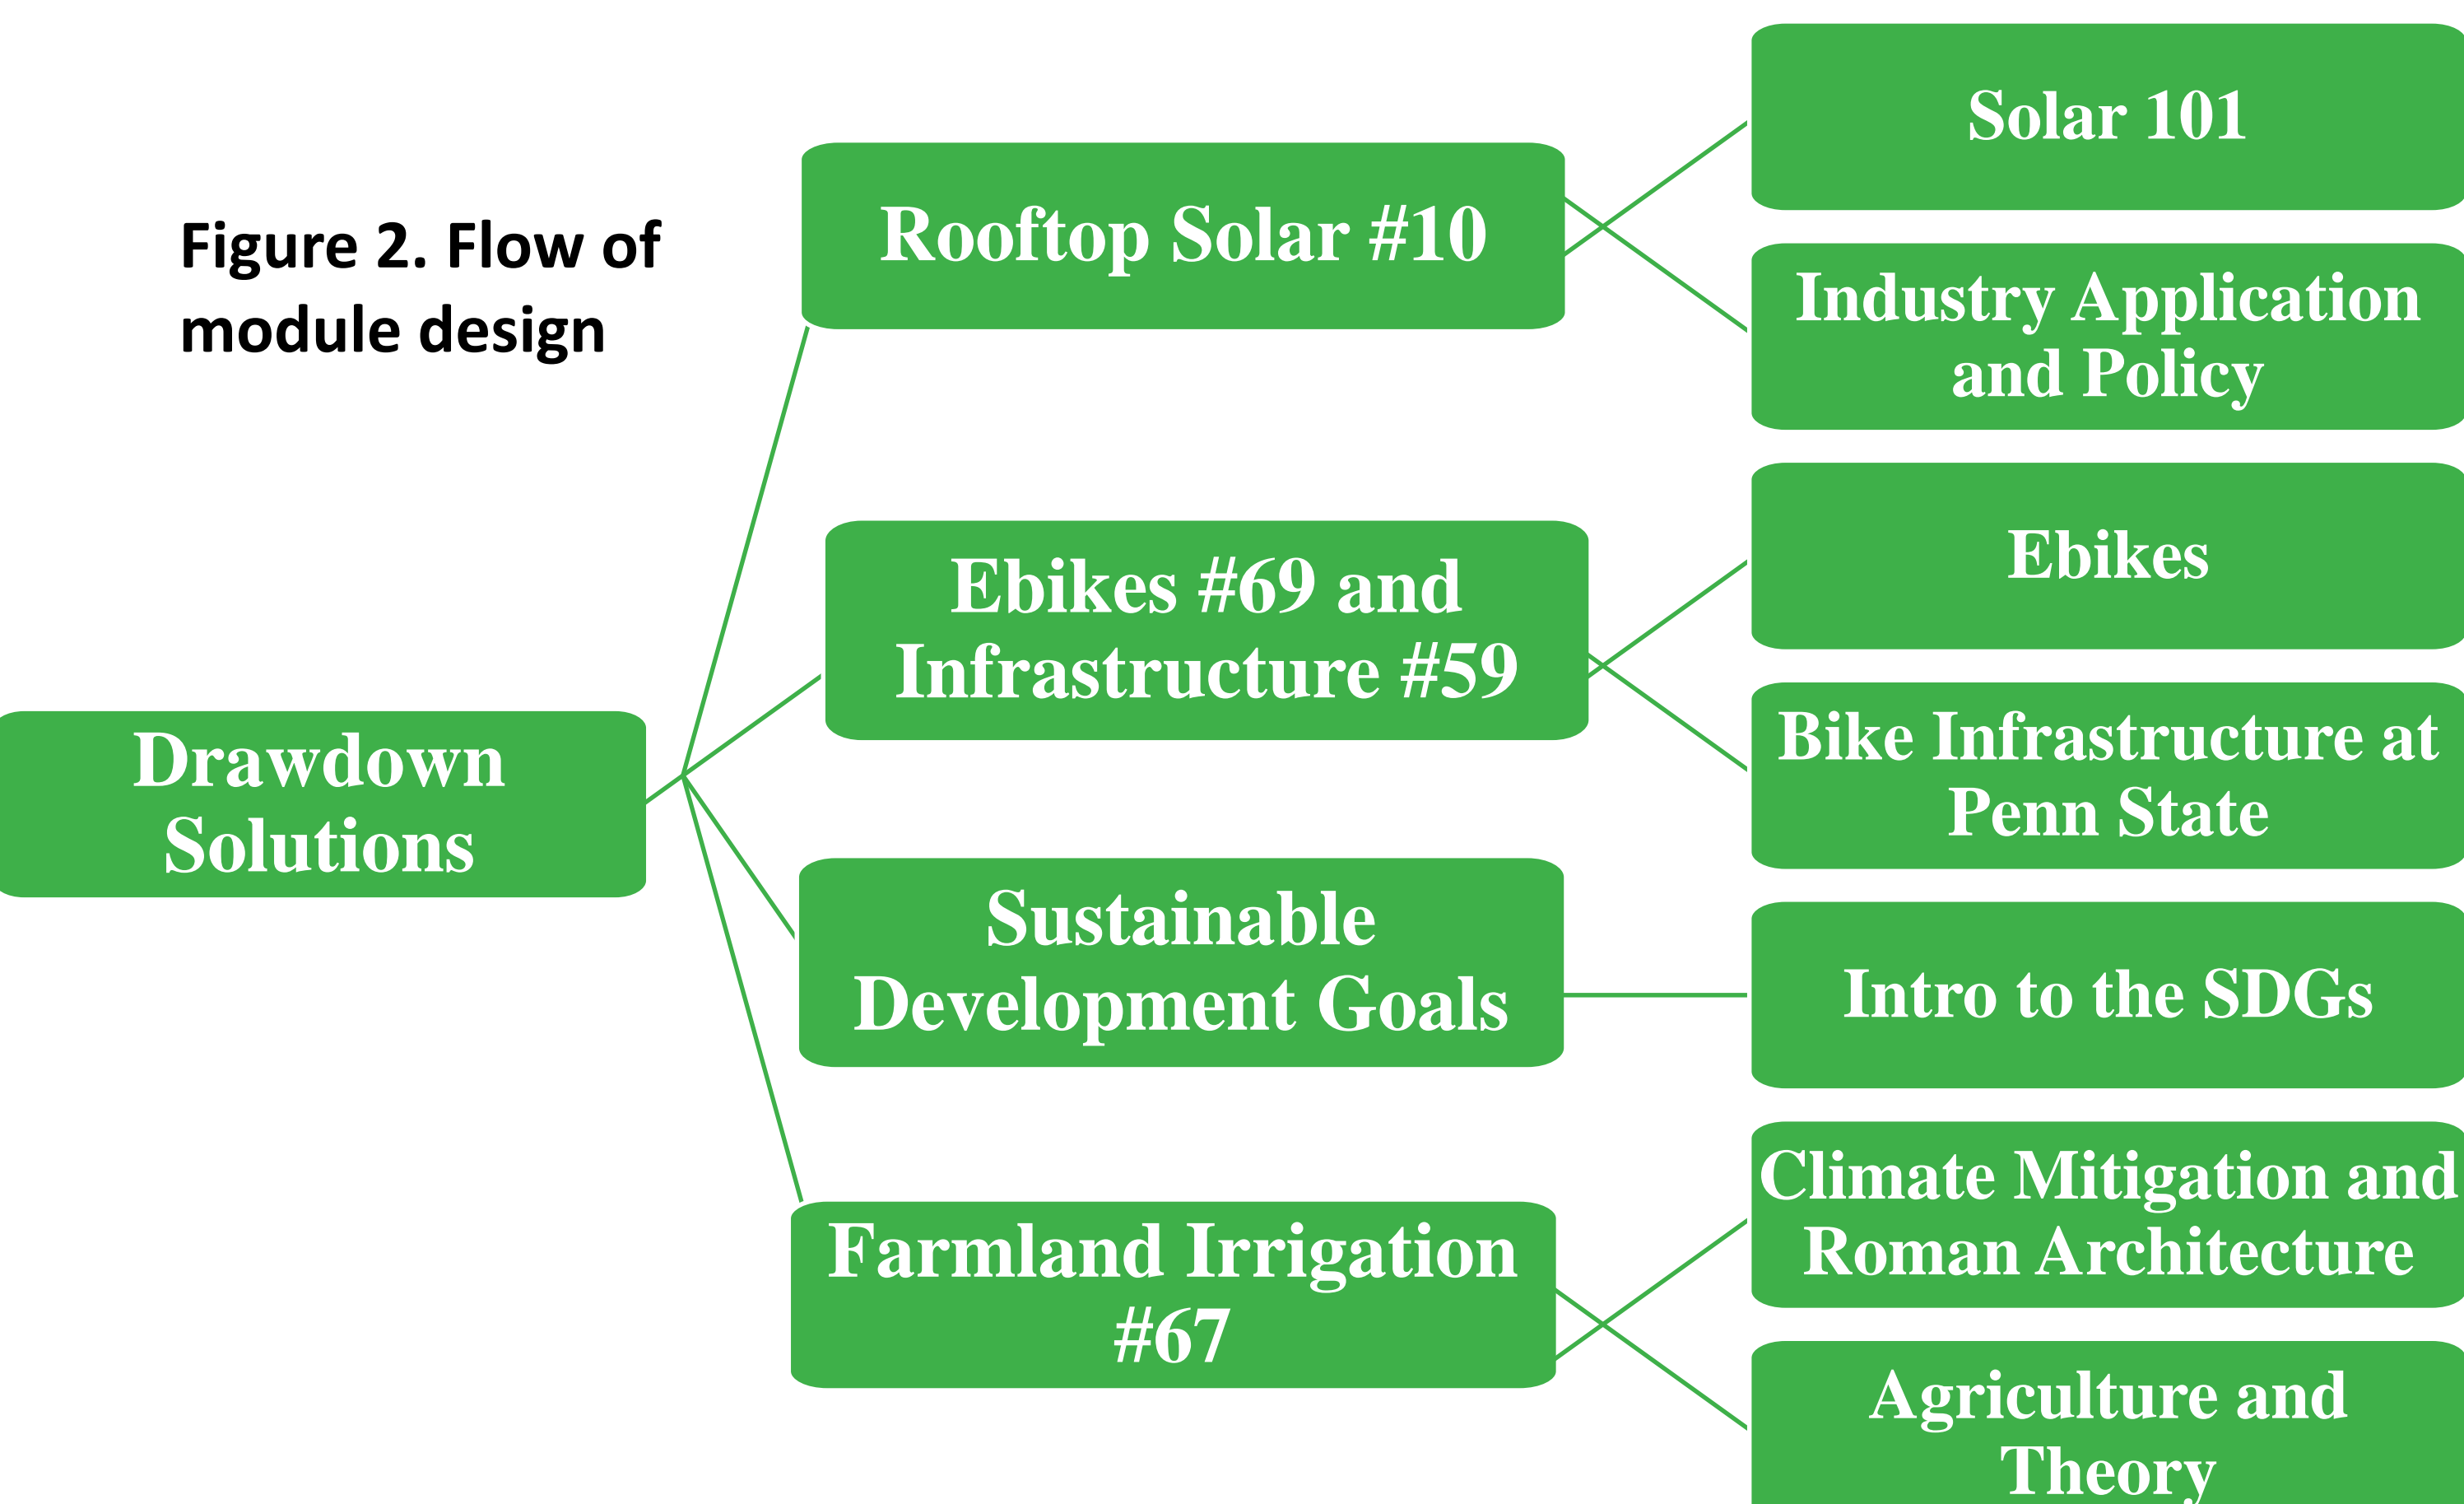 Figure 2. Flow of
module design
Drawdown
Solutions
Rooftop Solar #10
Ebikes #69 and
Infrastructure #59
Sustainable
Development Goals
Farmland Irrigation
#67
Solar 101
Industry Application
and Policy
Ebikes
Bike Infrastructure at
Penn State
Intro to the SDGs
Climate Mitigation and
Roman Architecture
Agriculture and
Theory